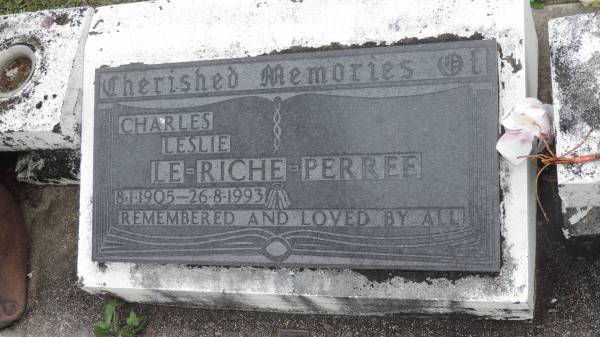 Cherished Memories Of
CHARLES
LESLIE
LE-RICHE-PERREE
8·1·1905–26·8·1993
REMEMBERED AND LOVED BY ALL